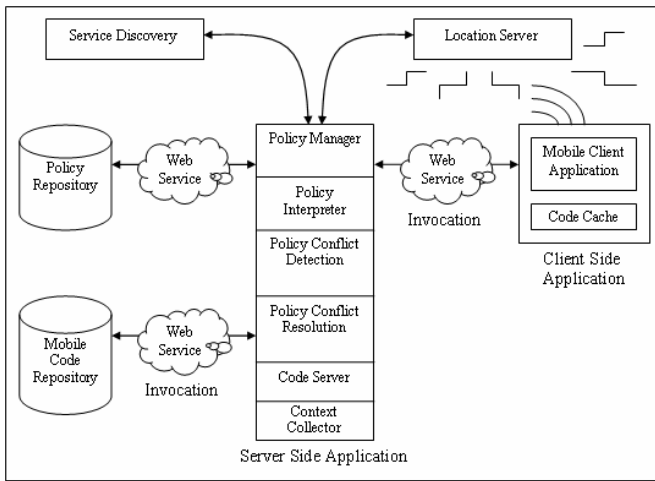 Service Discovery
Location Server
Policy
Repository
Web
Service
Policy Manager
Policy
Interpreter
Policy Conflict
Detection
Policy Conflict
Resolution
Code Server
Context
Collector
Server Side Application
Web
Service
Invocation
Mobile Client
Application
Code Cache
Client Side
Application
Mobile
Code
Repository
Web
Service
Invocation